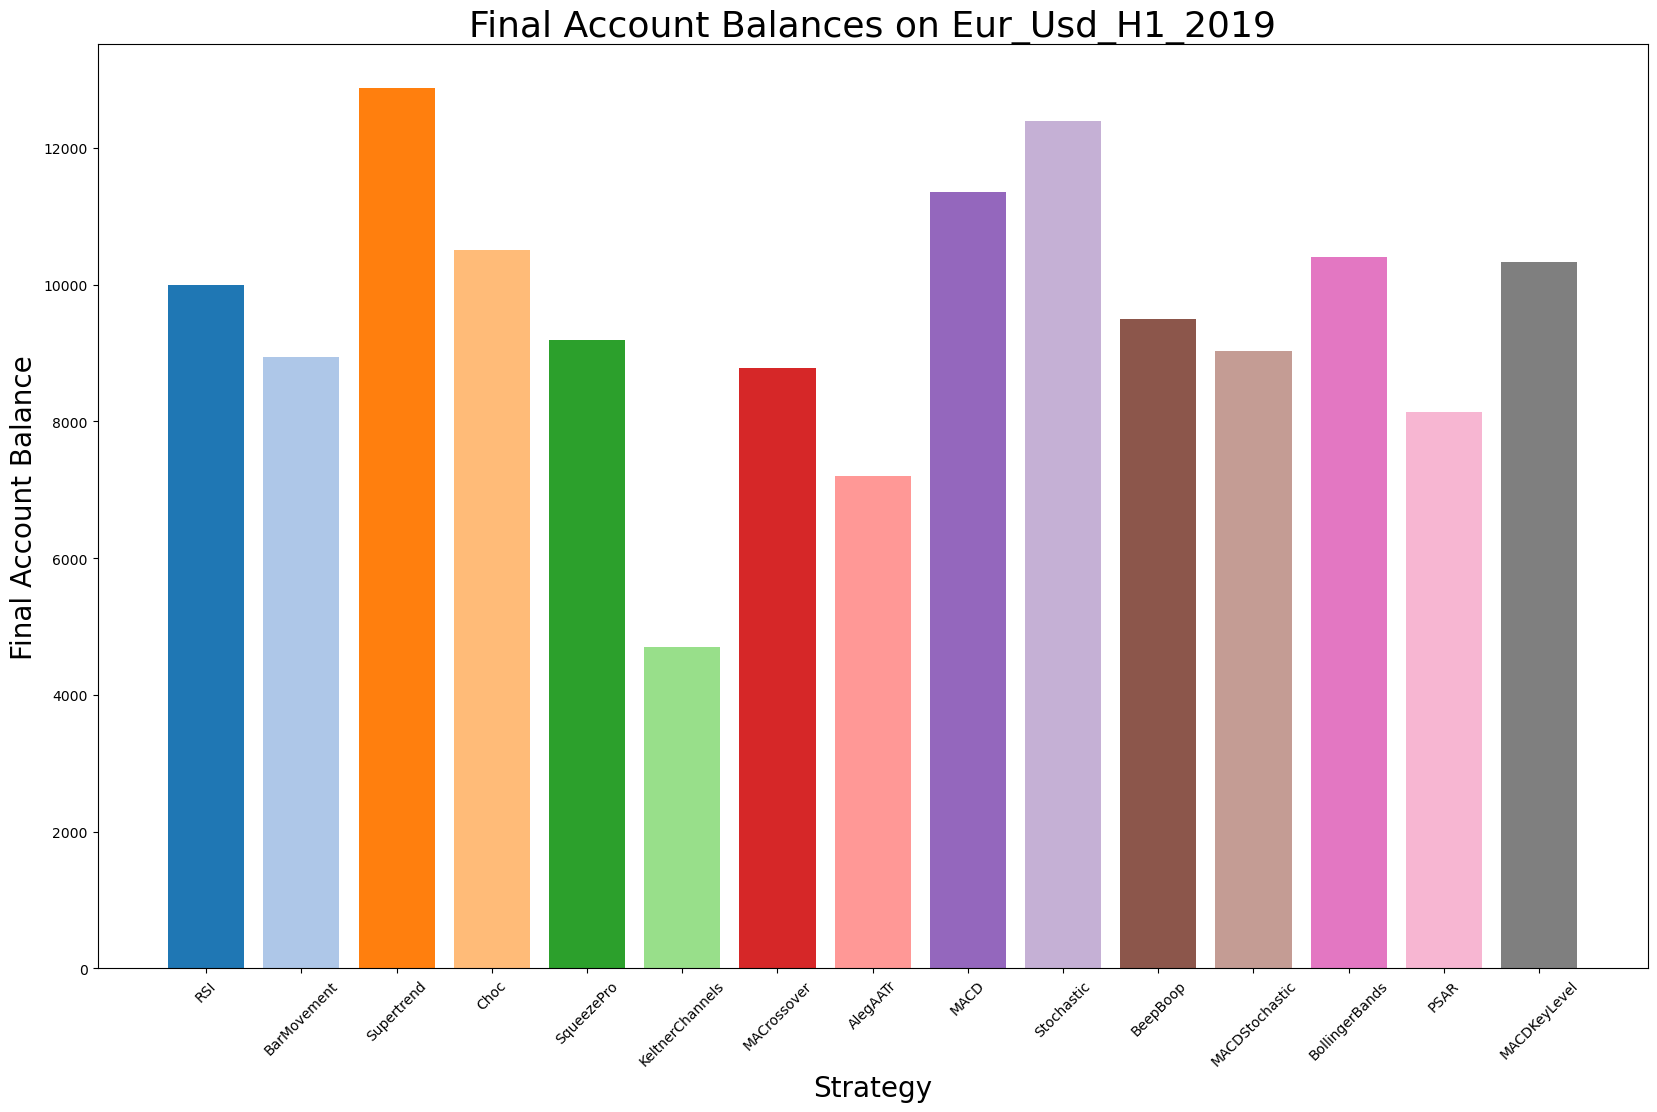 Final Account Balances on Eur_Usd_H1_2019
Final Account Balance
12000
10000
8000
6000
4000
2000
0
RSI
BarMovement
Supertrend
Choc
SqueezePro
KeltnerChannels
MACrossover
AlegAATr
MACD
Stochastic
BeepBoop
MACDStochastic
BollingerBands
PSAR
MACDKeyLevel
Strategy